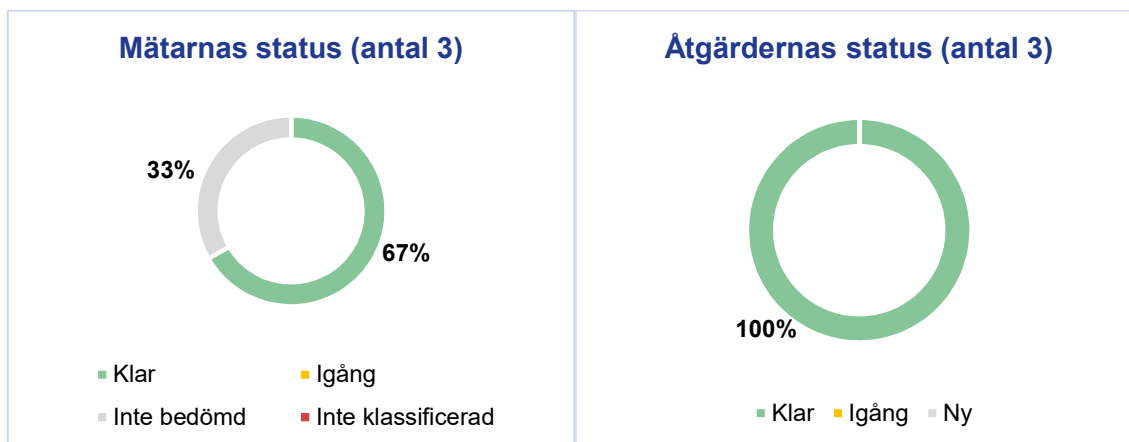 Mätarnas status (antal 3)
33%
67%
Klar
Igång
Inte bedömd
Inte klassificerad
Åtgärdernas status (antal 3)
100%
Klar
Igång
Ny